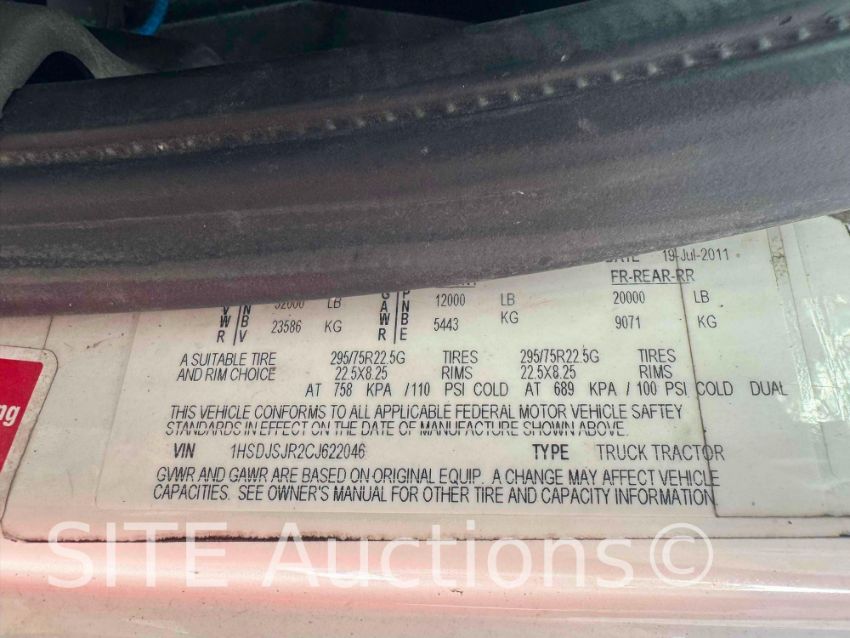 DATE 19-Jul-2011
FR-REAR-RR
V N 52000 LB G P 12000 LB 20000 LB
W B 23586 KG A N 5443 KG 9071 KG
R V W B
R E
A SUITABLE TIRE 295/75R22.5G TIRES 295/75R22.5G TIRES
AND RIM CHOICE 22.5X8.25 RIMS 22.5X8.25 RIMS
AT 758 KPA /110 PSI COLD AT 689 KPA / 100 PSI COLD DUAL
THIS VEHICLE CONFORMS TO ALL APPLICABLE FEDERAL MOTOR VEHICLE SAFTEY
STANDARDS IN EFFECT ON THE DATE OF MANUFACTURE SHOWN ABOVE.
VIN 1HSDJSJR2CJ622046 TYPE TRUCK TRACTOR
GVWR AND GAWR ARE BASED ON ORIGINAL EQUIP. A CHANGE MAY AFFECT VEHICLE
CAPACITIES. SEE OWNER'S MANUAL FOR OTHER TIRE AND CAPACITY INFORMATION
SITE Auctions©